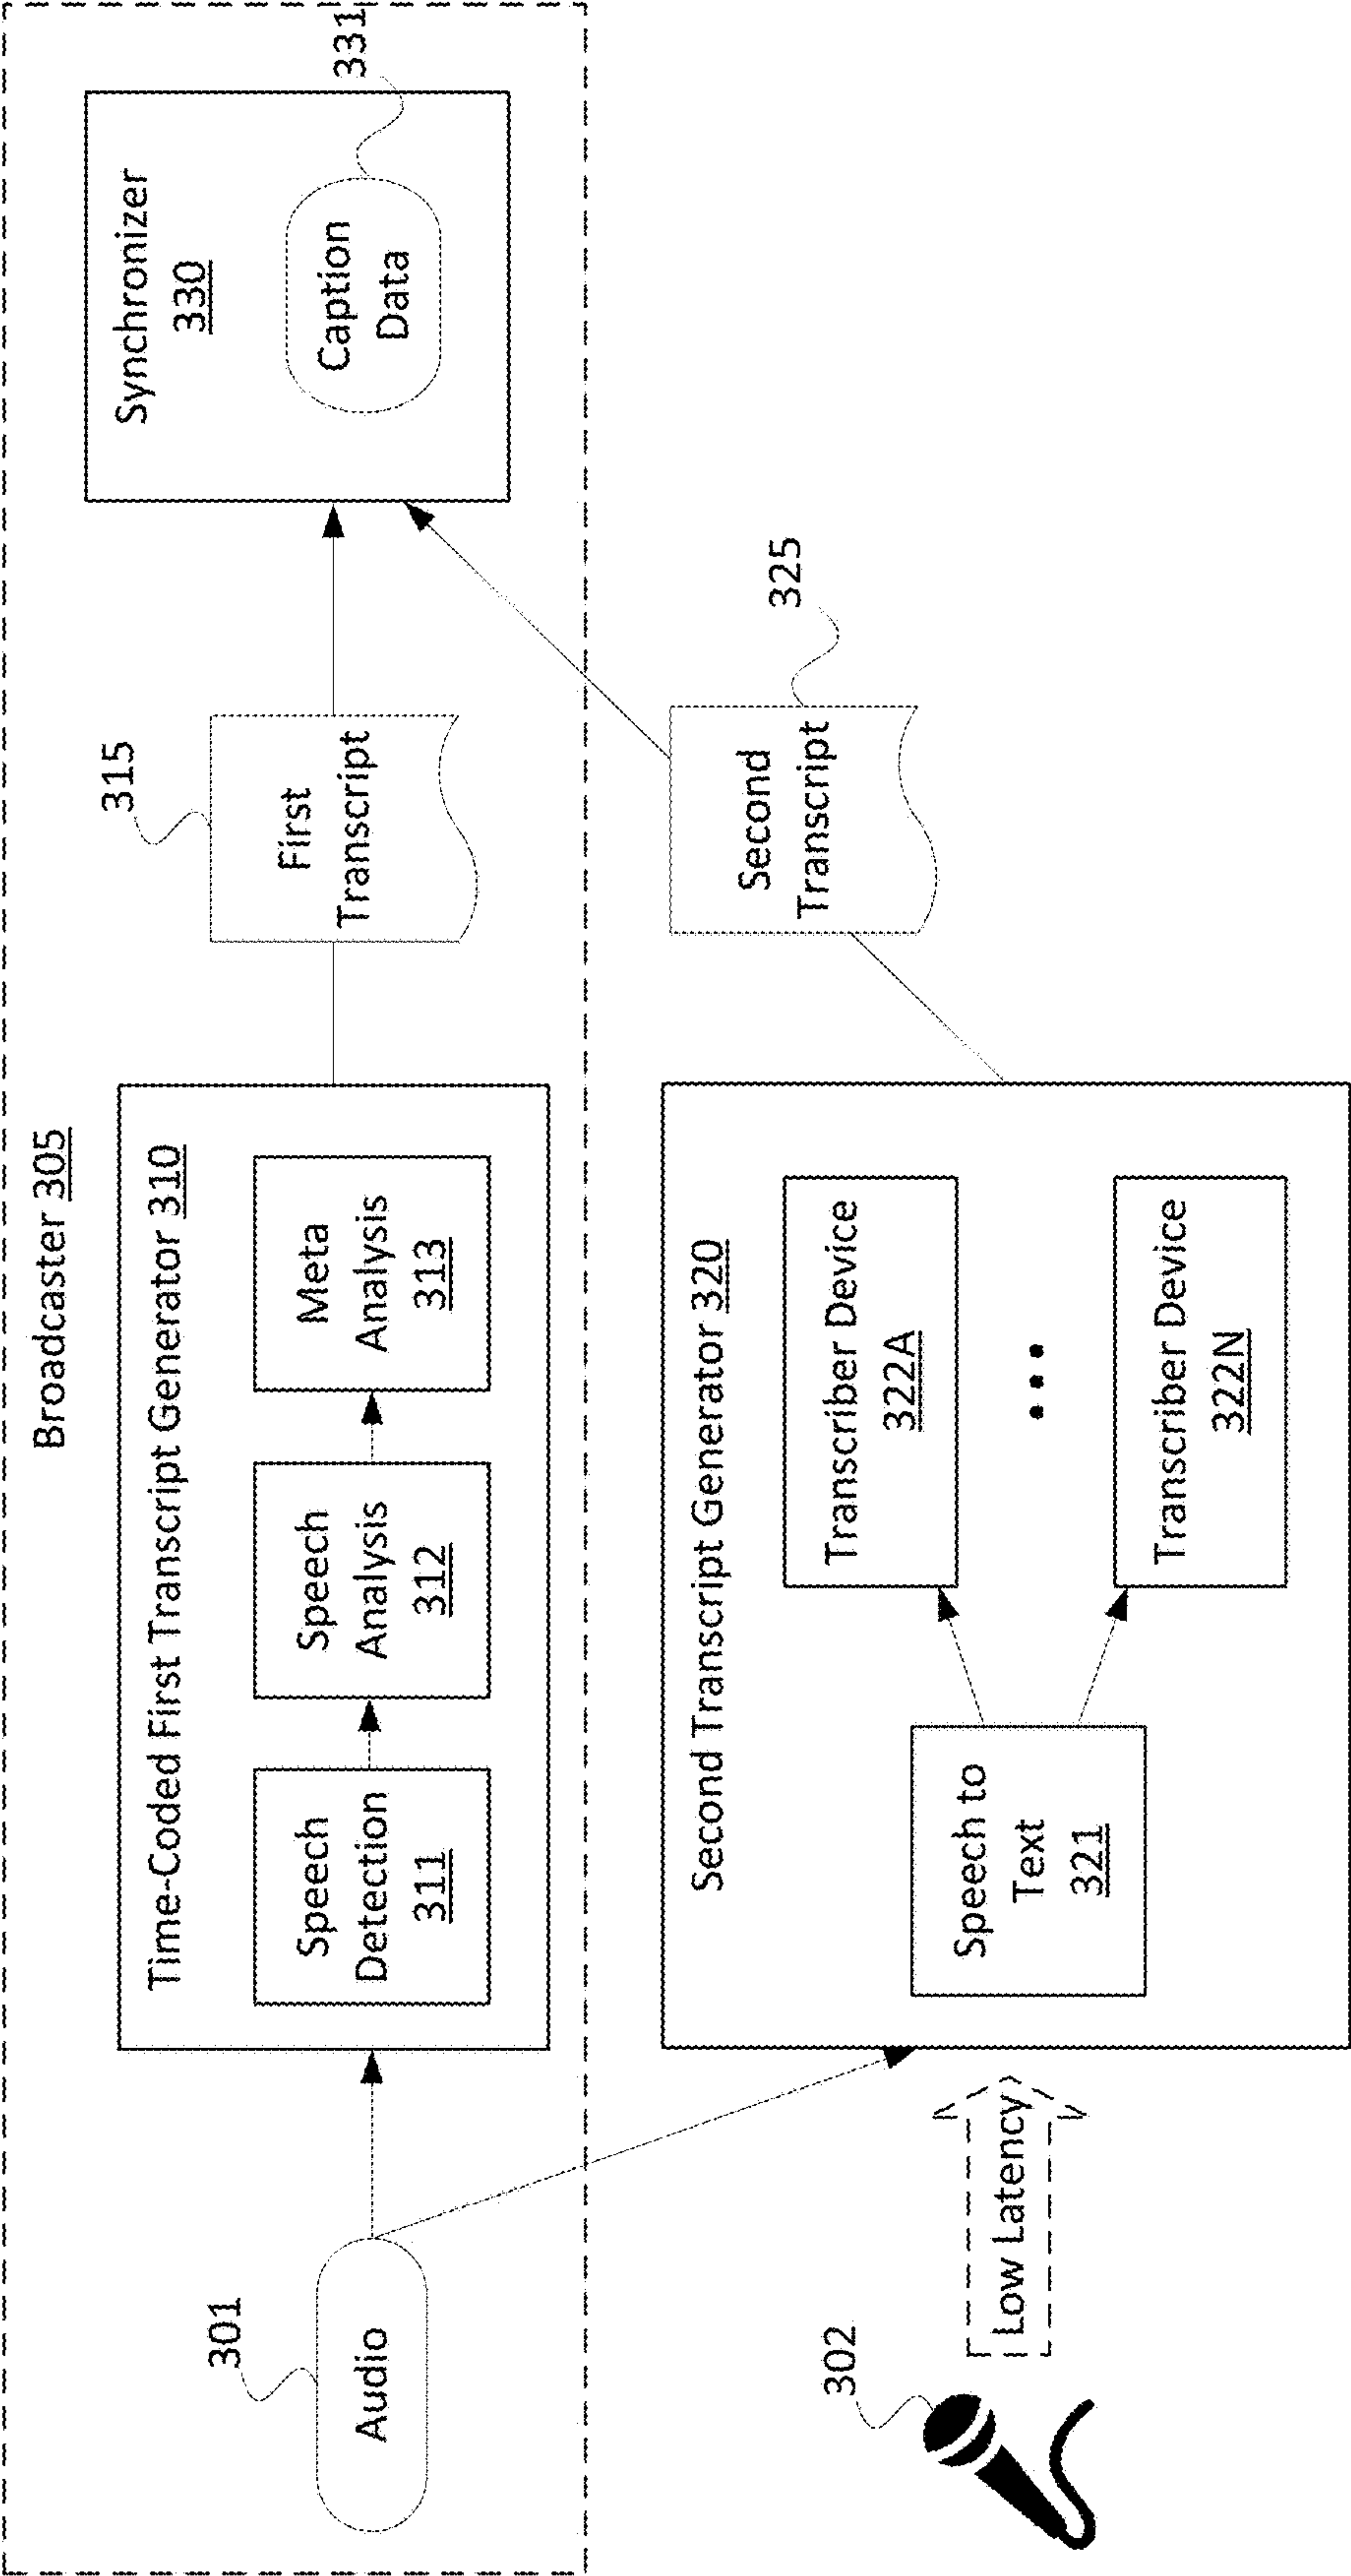 Broadcaster 305
301
Audio
Time-Coded First Transcript Generator 310
Speech
Detection
311
Speech
Analysis
312
Meta
Analysis
313
315
First
Transcript
Synchronizer
330
Caption
Data
331
302
Low Latency
Second Transcript Generator 320
Speech to
Text
321
Transcriber Device
322A
Transcriber Device
322N
Second
Transcript
325